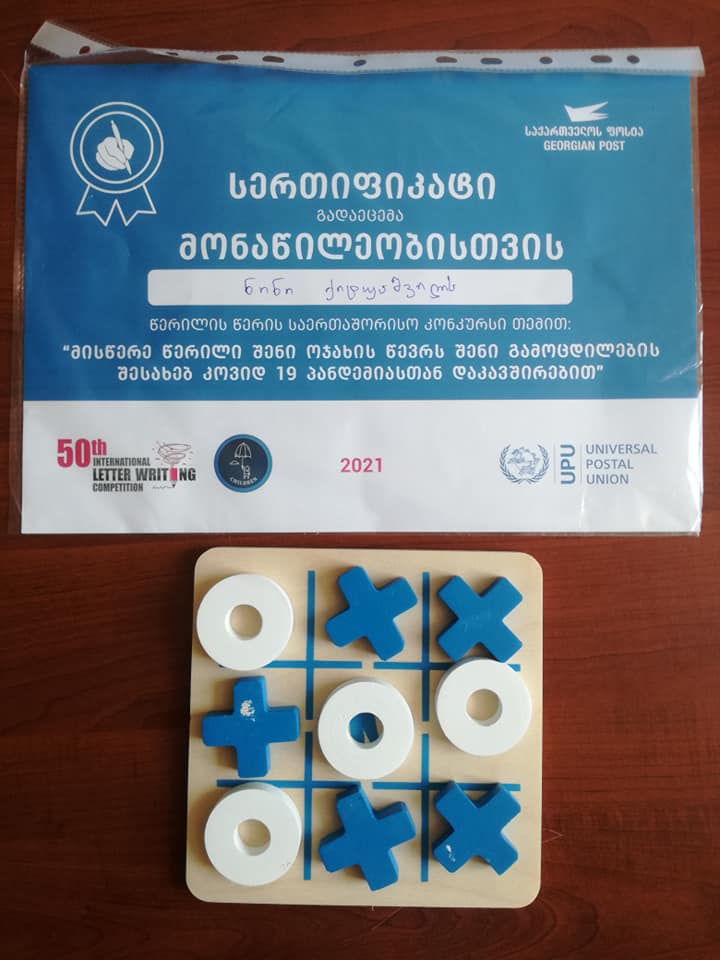 საქართველოს ფოსტა
GEORGIAN POST
სერთიფიკატი
გადაეცემა
მონაწილეობისთვის
ნინი
წერილის წერის საერთაშორისო კონკურსი თემით:
“მისწერე წერილი შენი ოჯახის წევრს შენი გამოცდილების
შესახებ კოვიდ 19 პანდემიასთან დაკავშირებით”
50th
INTERNATIONAL
LETTER WRITING
COMPETITION
CHILDREN
2021
UPU
UNIVERSAL
POSTAL
UNION